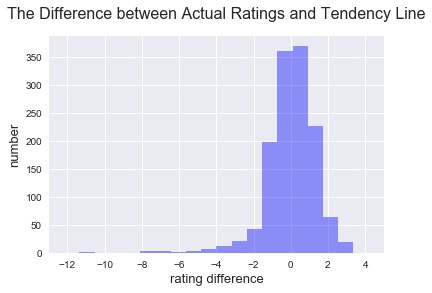 The Difference between Actual Ratings and Tendency Line
350
300
250
200
150
100
50
0
number
−12 −10 −8 −6 −4 −2 0 2 4
rating difference